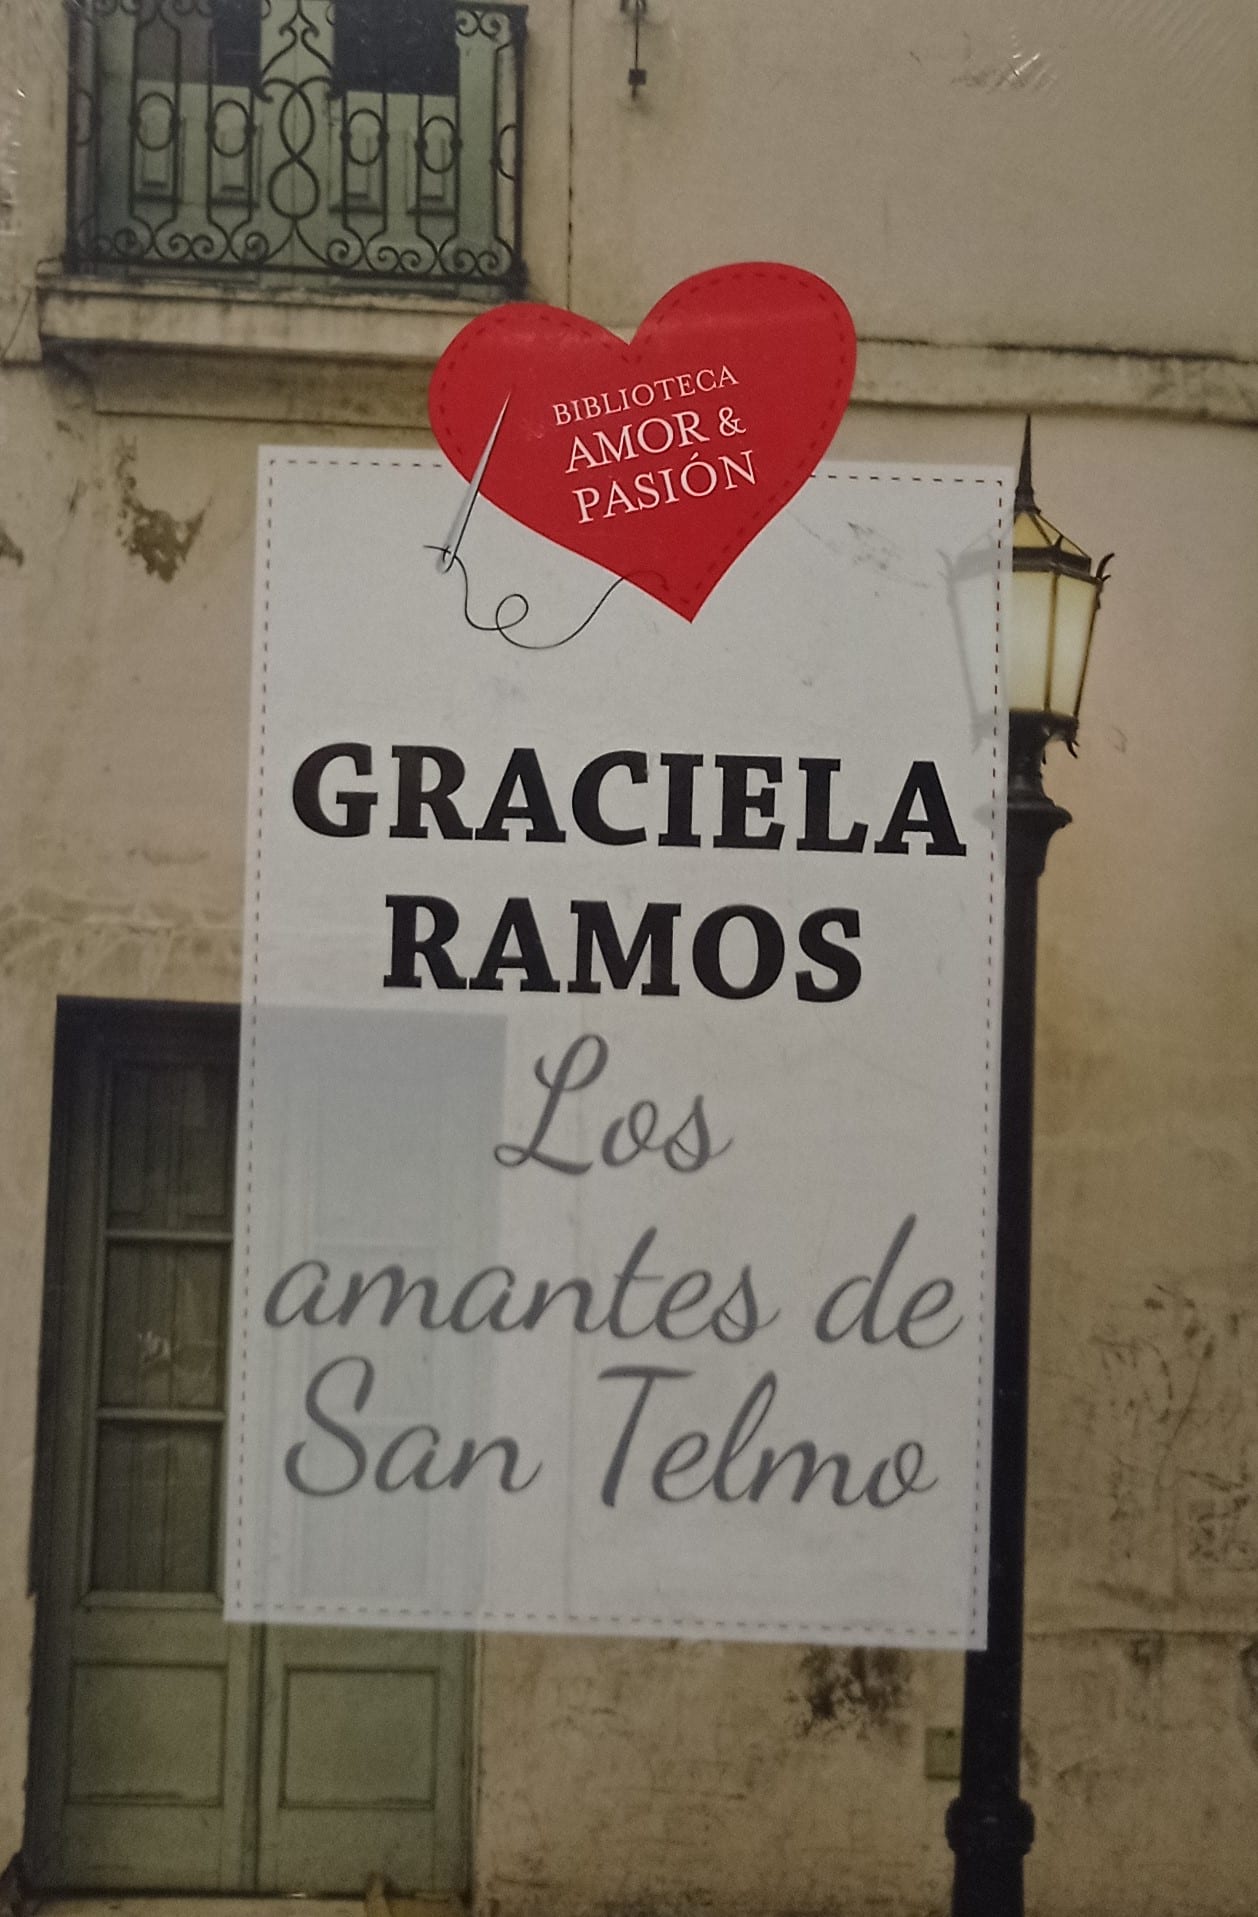 BIBLIOTECA
AMOR &
PASIÓN
GRACIELA
RAMOS
Los
amantes de
San Telmo